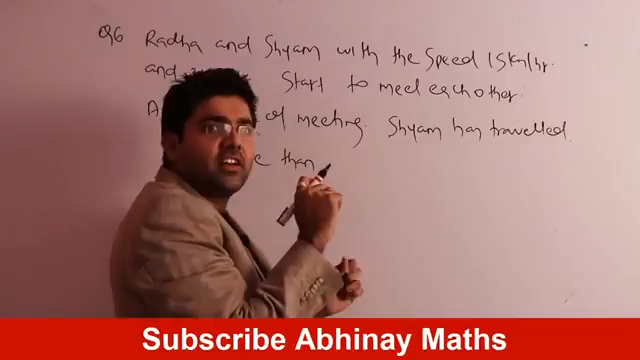 Q6 Radha and Shyam with the Speed 15km/hr.
and Start to meet each other.
A of meeting. Shyam has travelled
than
Subscribe Abhinay Maths